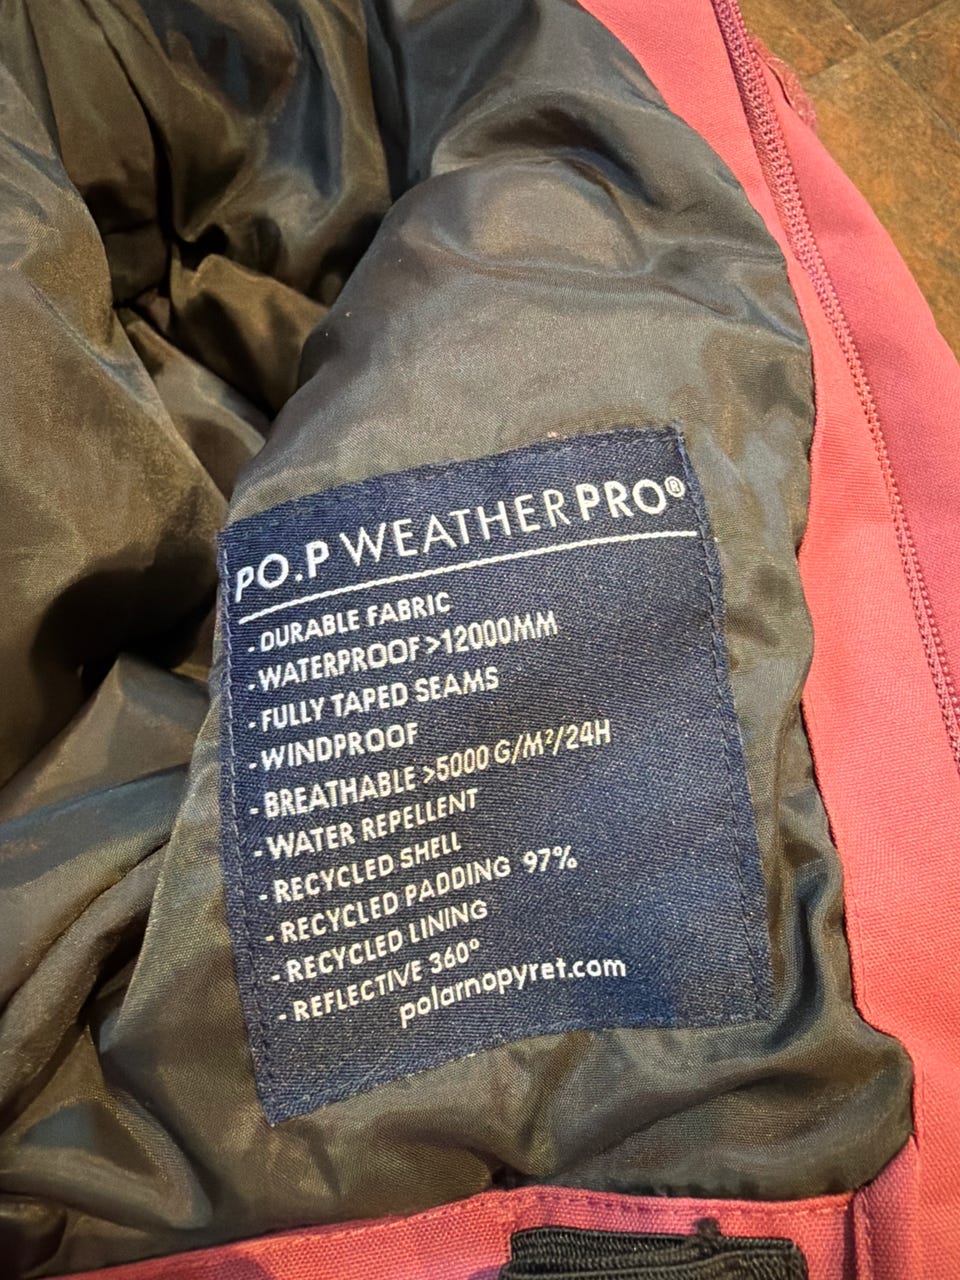 PO.P WEATHERPRO®
- DURABLE FABRIC
- WATERPROOF >12000MM
- FULLY TAPED SEAMS
- WINDPROOF
- BREATHABLE >5000 G/M²/24H
- WATER REPELLENT
- RECYCLED SHELL
- RECYCLED PADDING 97%
- RECYCLED LINING
- REFLECTIVE 360°
polarnopyret.com